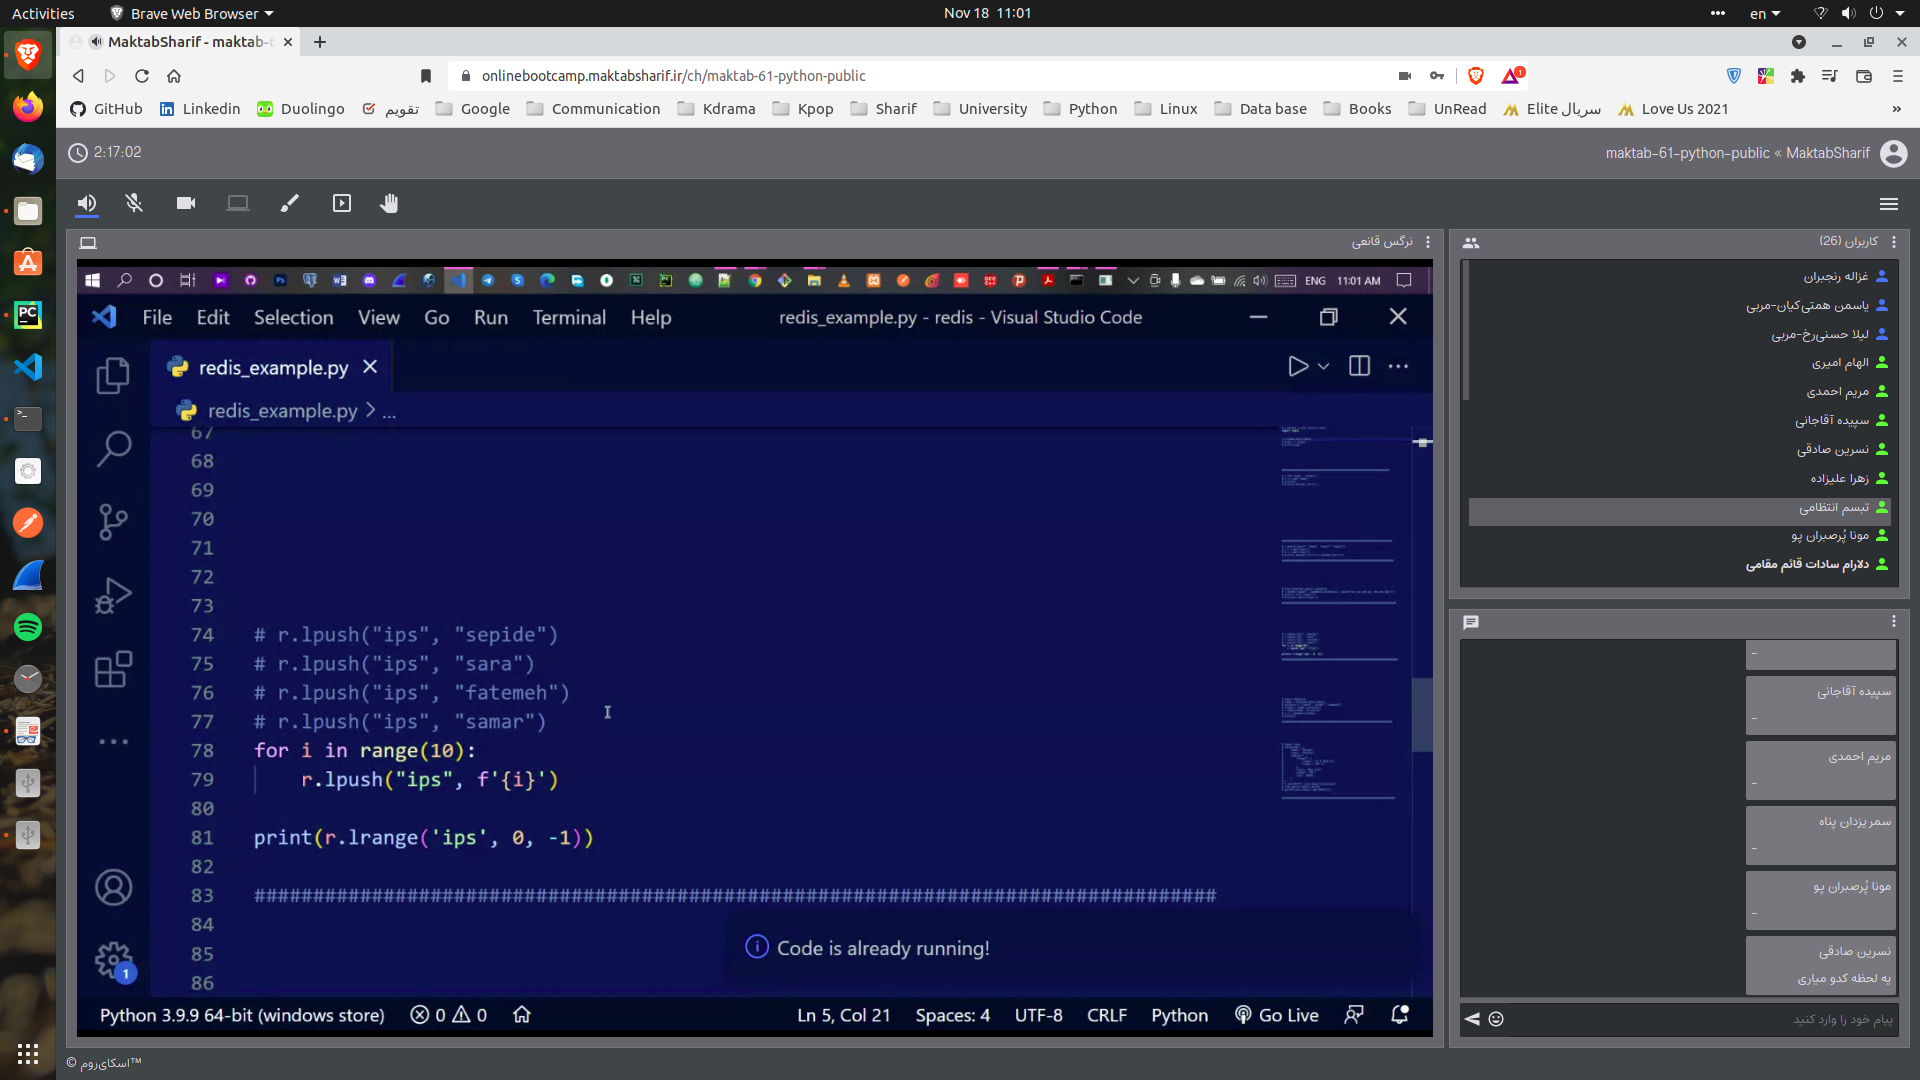 Activities
Brave Web Browser
Nov 18 11:01
en
MaktabSharif - maktab-6
onlinebootcamp.maktabsharif.ir/ch/maktab-61-python-public
1
GitHub
Linkedin
Duolingo
تقویم
Google
Communication
Kdrama
Kpop
Sharif
University
Python
Linux
Data base
Books
UnRead
سریال Elite
Love Us 2021
»
2:17:02
maktab-61-python-public « MaktabSharif
نرگس قانعی
ENG
11:01 AM
File
Edit
Selection
View
Go
Run
Terminal
Help
redis_example.py - redis - Visual Studio Code
redis_example.py
redis_example.py > ...
67
68
69
70
71
72
73
74 # r.lpush("ips", "sepide")
75 # r.lpush("ips", "sara")
76 # r.lpush("ips", "fatemeh")
77 # r.lpush("ips", "samar")
78 for i in range(10):
79 r.lpush("ips", f'{i}')
80
81 print(r.lrange('ips', 0, -1))
82
83 ##################################################################################
84
85
86
Code is already running!
1
Python 3.9.9 64-bit (windows store)
0
0
Ln 5, Col 21
Spaces: 4
UTF-8
CRLF
Python
Go Live
کاربران (26)
غزاله رنجبران
یاسمن همتی‌کیان-مربی
لیلا حسنی‌رخ-مربی
الهام امیری
مریم احمدی
سپیده آقاجانی
نسرین صادقی
زهرا علیزاده
تبسم انتظامی
مونا پُرصبران پو
دلارام سادات قائم مقامی
_
سپیده آقاجانی
_
مریم احمدی
_
سمریزدان پناه
_
مونا پُرصبران پو
_
نسرین صادقی
یه لحظه کدو میاری
پیام خود را وارد کنید
PC
© اسکای‌روم™